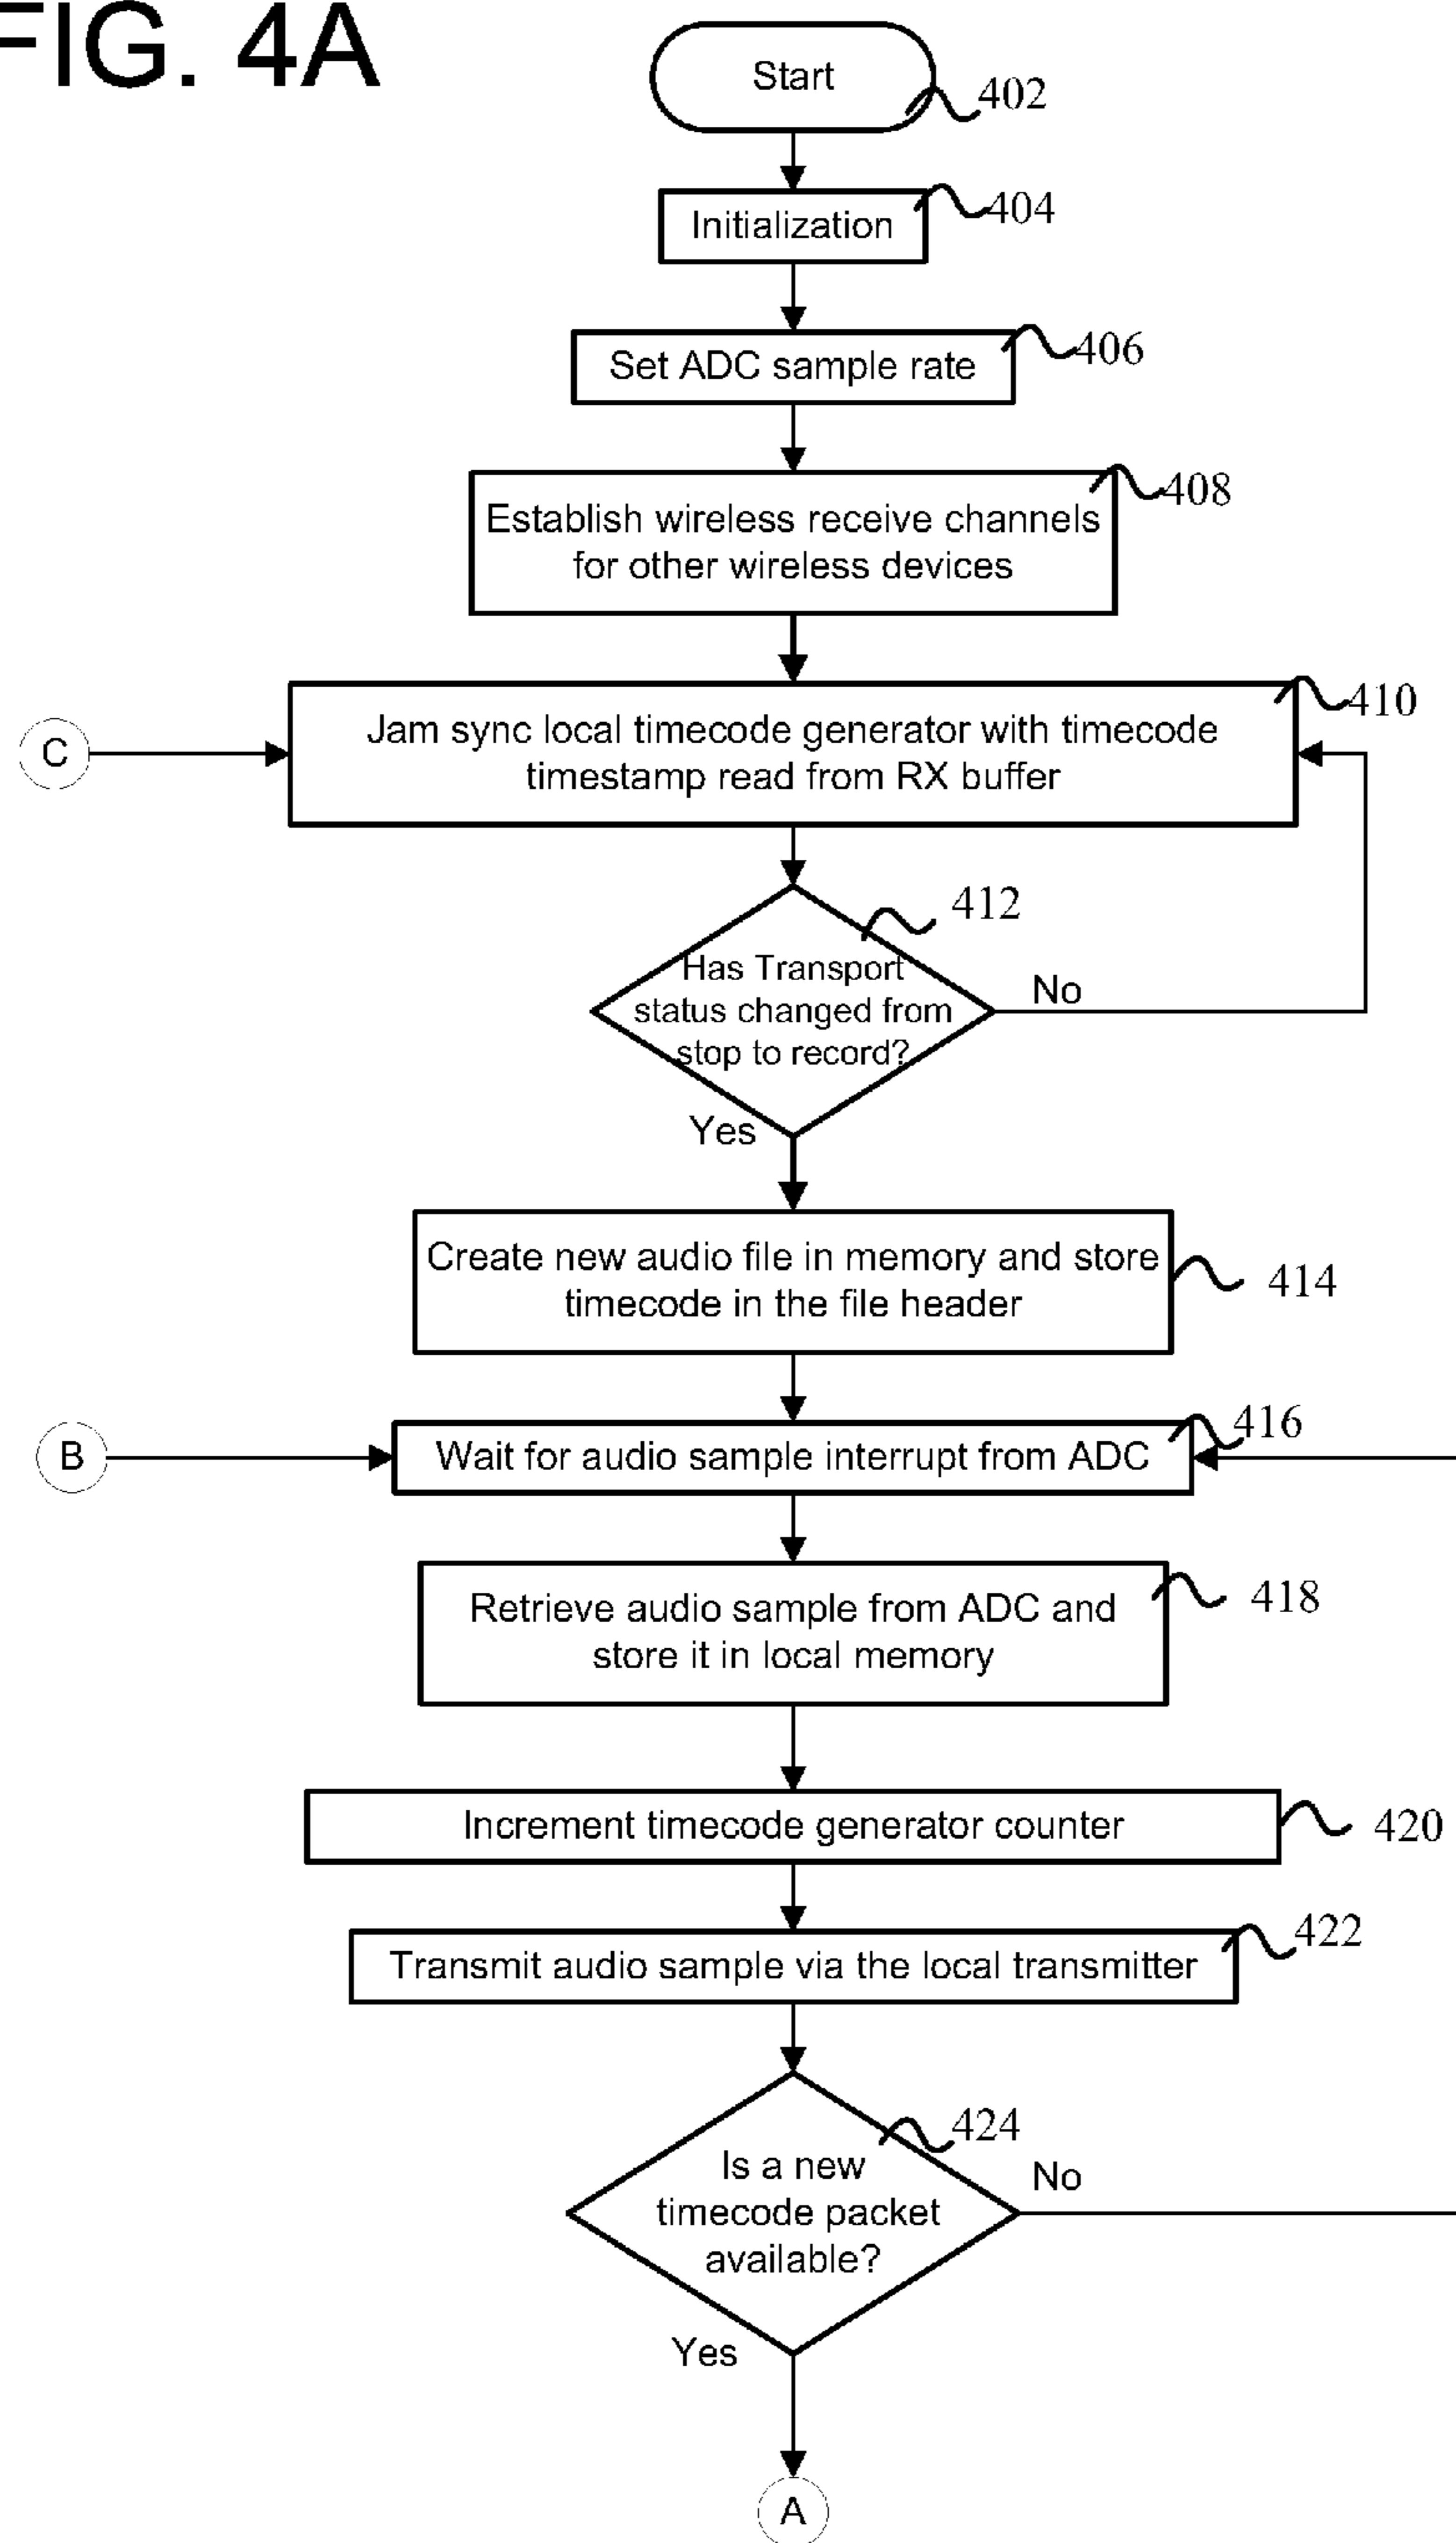 FIG. 4A
Start
402
Initialization
404
Set ADC sample rate
406
Establish wireless receive channels
for other wireless devices
408
C
Jam sync local timecode generator with timecode
timestamp read from RX buffer
410
Has Transport
status changed from
stop to record?
412
No
Yes
Create new audio file in memory and store
timecode in the file header
414
B
Wait for audio sample interrupt from ADC
416
Retrieve audio sample from ADC and
store it in local memory
418
Increment timecode generator counter
420
Transmit audio sample via the local transmitter
422
Is a new
timecode packet
available?
424
No
Yes
A